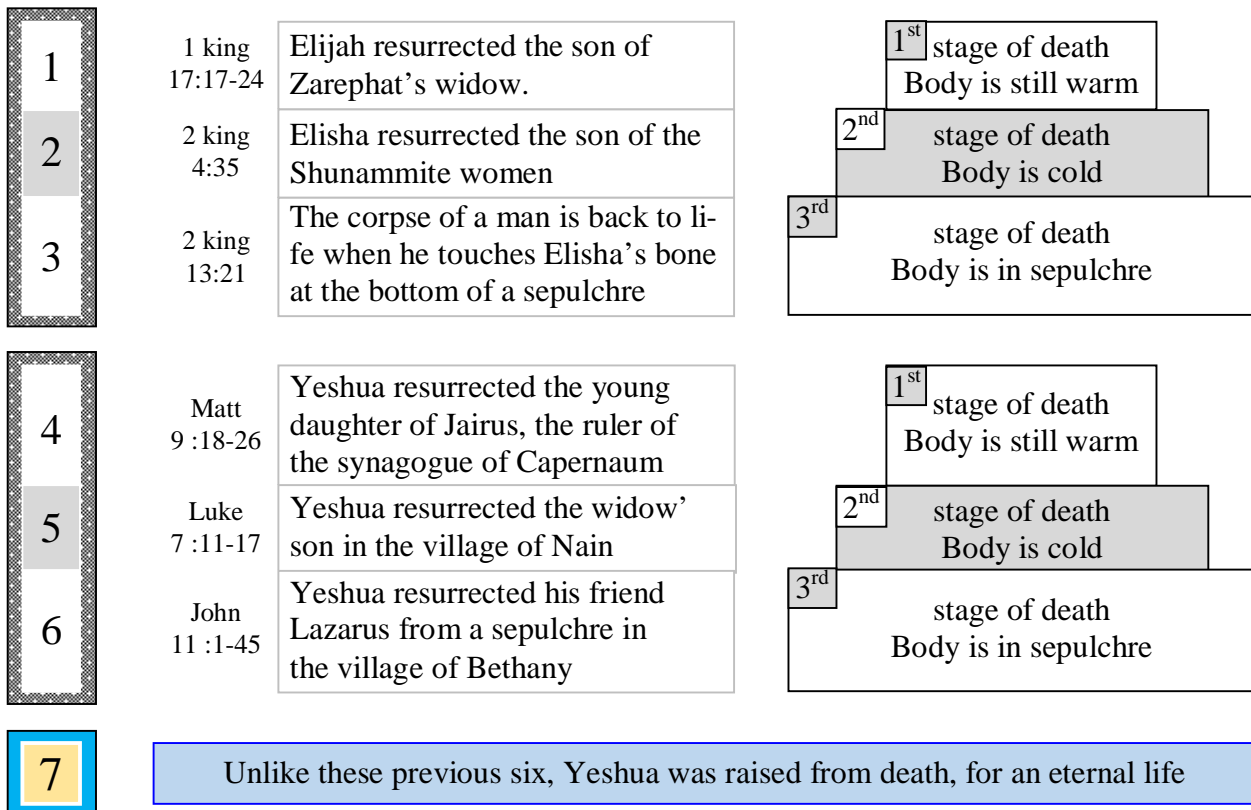 1
1 king
17:17-24
Elijah resurrected the son of
Zarephat’s widow.
1st stage of death
Body is still warm
2
2 king
4:35
Elisha resurrected the son of the
Shunammite women
2nd stage of death
Body is cold
3
2 king
13:21
The corpse of a man is back to li-
fe when he touches Elisha’s bone
at the bottom of a sepulchre
3rd stage of death
Body is in sepulchre
4
Matt
9 :18-26
Yeshua resurrected the young
daughter of Jairus, the ruler of
the synagogue of Capernaum
1st stage of death
Body is still warm
5
Luke
7 :11-17
Yeshua resurrected the widow’
son in the village of Nain
2nd stage of death
Body is cold
6
John
11 :1-45
Yeshua resurrected his friend
Lazarus from a sepulchre in
the village of Bethany
3rd stage of death
Body is in sepulchre
7
Unlike these previous six, Yeshua was raised from death, for an eternal life